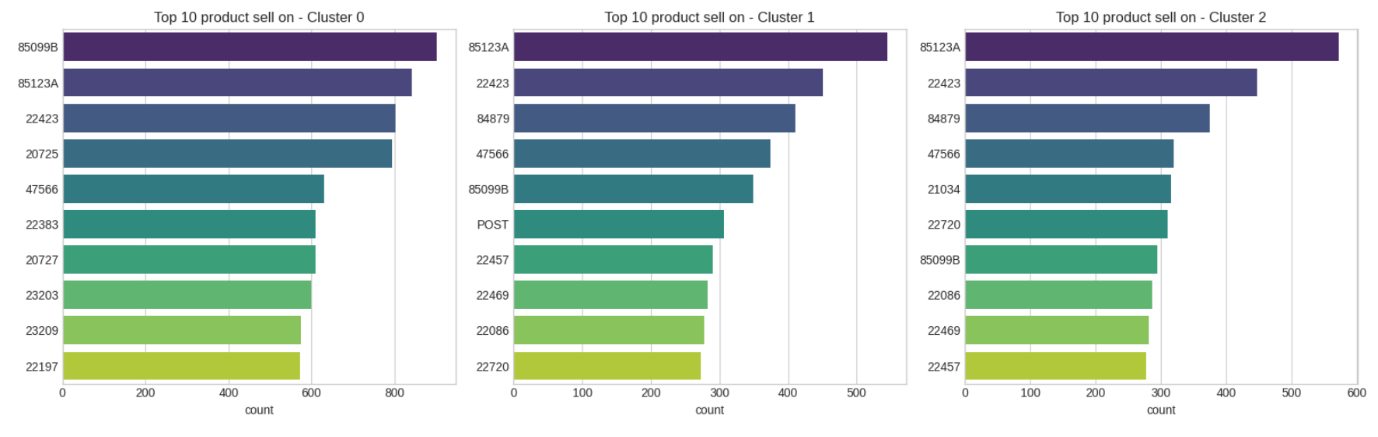 Top 10 product sell on - Cluster 0
85099B
85123A
22423
20725
47566
22383
20727
23203
23209
22197
0 200 400 600 800
count
Top 10 product sell on - Cluster 1
85123A
22423
84879
47566
85099B
POST
22457
22469
22086
22720
0 100 200 300 400 500
count
Top 10 product sell on - Cluster 2
85123A
22423
84879
47566
21034
22720
85099B
22086
22469
22457
0 100 200 300 400 500 600
count